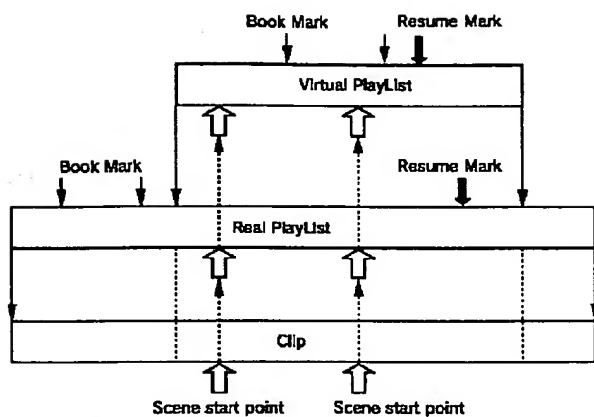 Book Mark
Resume Mark
Virtual PlayList
Book Mark
Resume Mark
Real PlayList
Clip
Scene start point
Scene start point